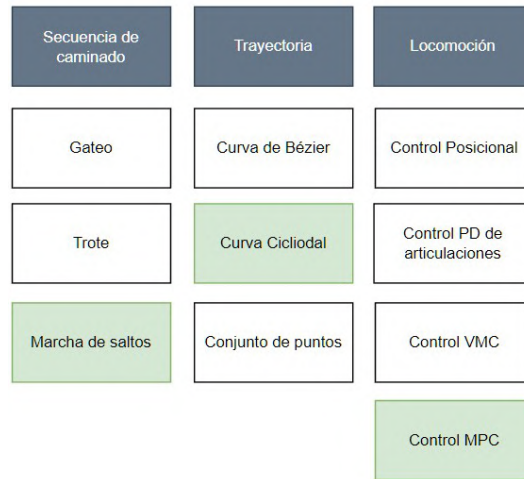 Secuencia de
caminado
Trayectoria
Locomoción
Gateo
Curva de Bézier
Control Posicional
Trote
Curva Cicliodal
Control PD de
articulaciones
Marcha de saltos
Conjunto de puntos
Control VMC
Control MPC